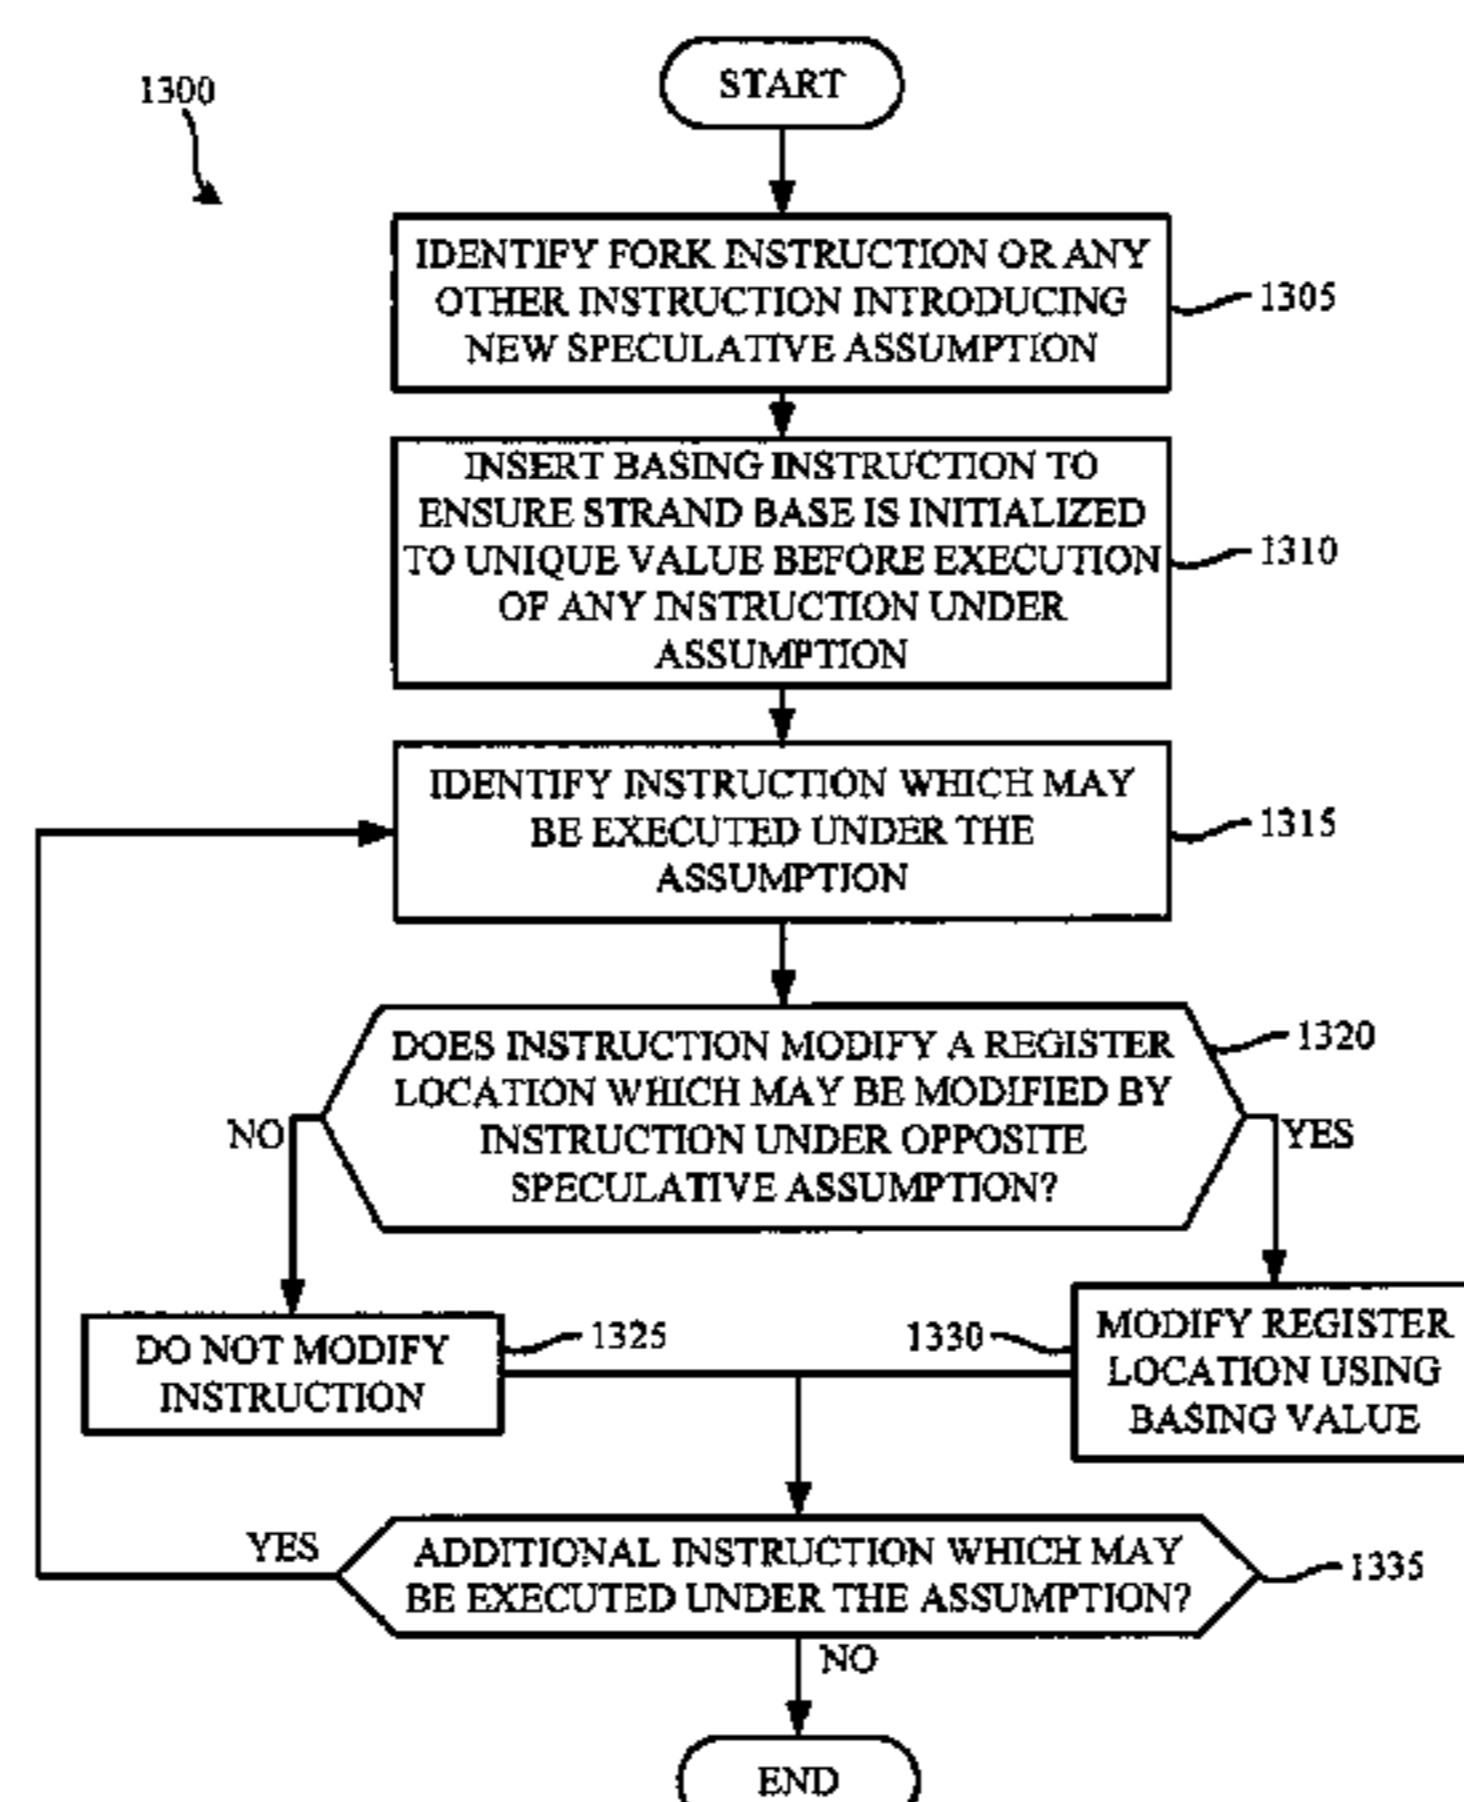 1300
START
IDENTIFY FORK INSTRUCTION OR ANY
OTHER INSTRUCTION INTRODUCING
NEW SPECULATIVE ASSUMPTION
1305
INSERT BASING INSTRUCTION TO
ENSURE STRAND BASE IS INITIALIZED
TO UNIQUE VALUE BEFORE EXECUTION
OF ANY INSTRUCTION UNDER
ASSUMPTION
1310
IDENTIFY INSTRUCTION WHICH MAY
BE EXECUTED UNDER THE
ASSUMPTION
1315
DOES INSTRUCTION MODIFY A REGISTER
LOCATION WHICH MAY BE MODIFIED BY
INSTRUCTION UNDER OPPOSITE
SPECULATIVE ASSUMPTION?
1320
NO
YES
DO NOT MODIFY
INSTRUCTION
1325
1330
MODIFY REGISTER
LOCATION USING
BASING VALUE
YES
ADDITIONAL INSTRUCTION WHICH MAY
BE EXECUTED UNDER THE ASSUMPTION?
1335
NO
END